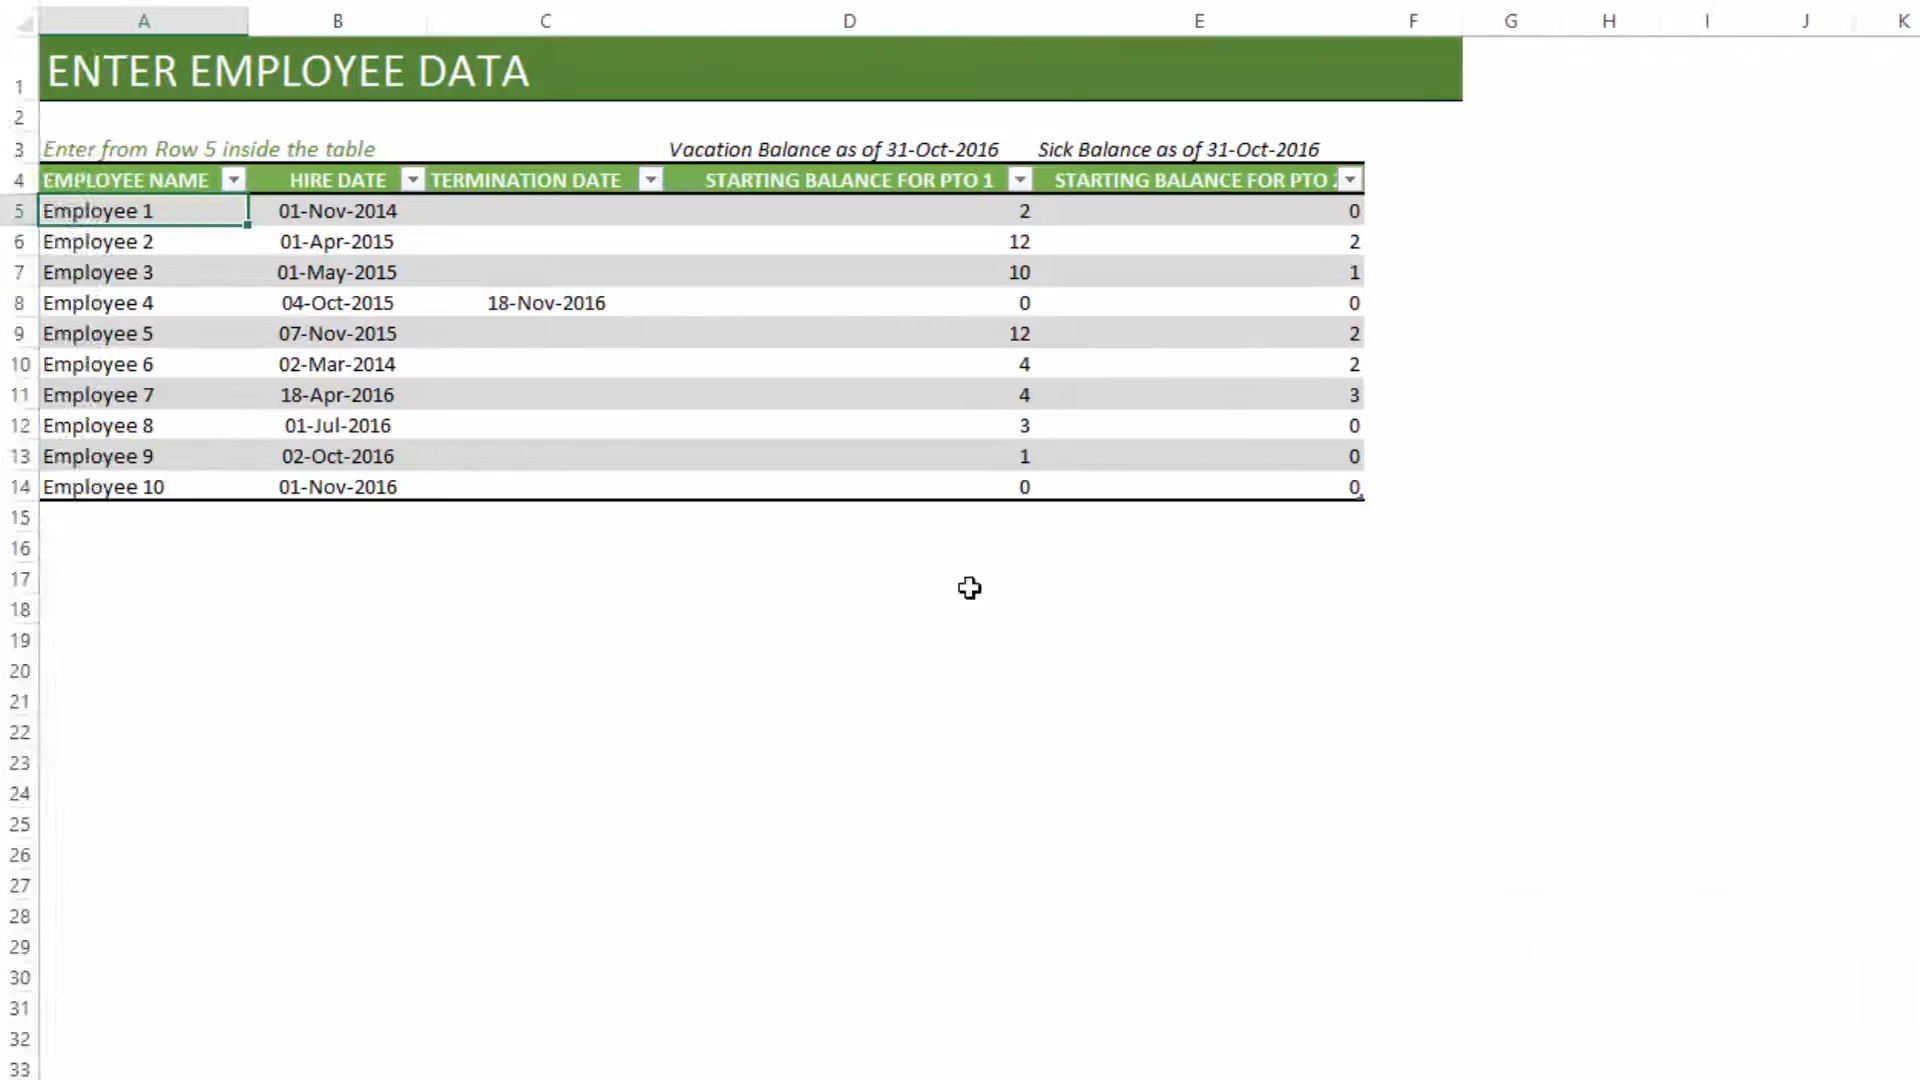 A B C D E F G H I J K
1 ENTER EMPLOYEE DATA
2
3 Enter from Row 5 inside the table Vacation Balance as of 31-Oct-2016 Sick Balance as of 31-Oct-2016
4 EMPLOYEE NAME HIRE DATE TERMINATION DATE STARTING BALANCE FOR PTO 1 STARTING BALANCE FOR PTO
5 Employee 1 01-Nov-2014 2 0
6 Employee 2 01-Apr-2015 12 2
7 Employee 3 01-May-2015 10 1
8 Employee 4 04-Oct-2015 18-Nov-2016 0 0
9 Employee 5 07-Nov-2015 12 2
10 Employee 6 02-Mar-2014 4 2
11 Employee 7 18-Apr-2016 4 3
12 Employee 8 01-Jul-2016 3 0
13 Employee 9 02-Oct-2016 1 0
14 Employee 10 01-Nov-2016 0 0
15
16
17
18
19
20
21
22
23
24
25
26
27
28
29
30
31
32
33